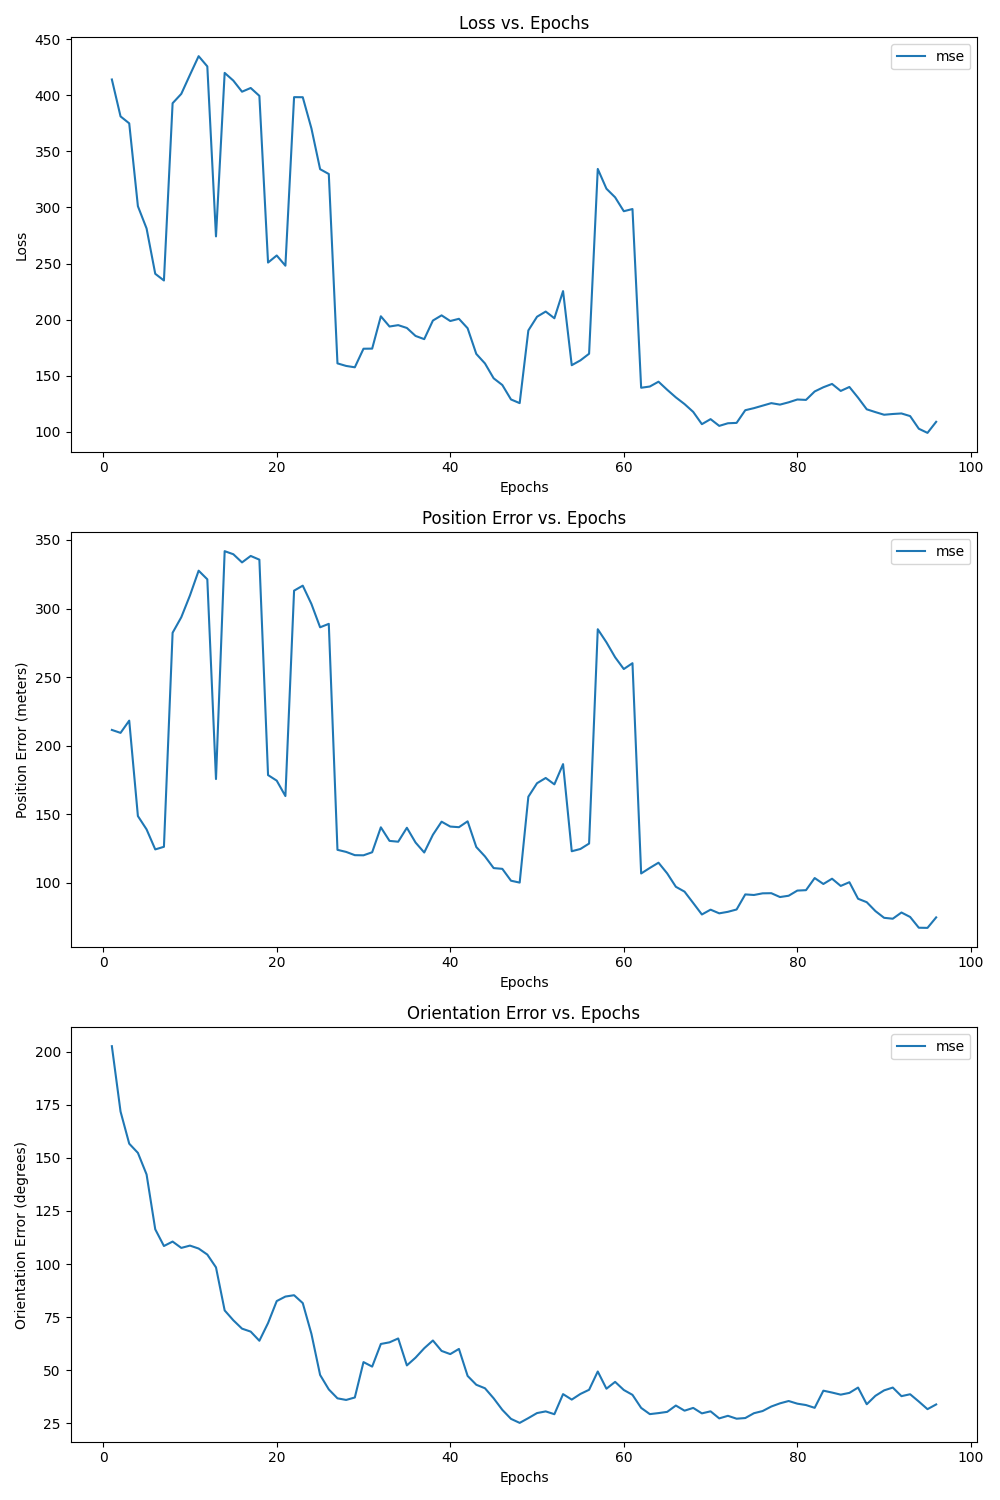 Loss vs. Epochs
450
400
350
300
250
200
150
100
Loss
mse
0 20 40 60 80 100
Epochs
Position Error vs. Epochs
350
300
250
200
150
100
Position Error (meters)
mse
0 20 40 60 80 100
Epochs
Orientation Error vs. Epochs
200
175
150
125
100
75
50
25
Orientation Error (degrees)
mse
0 20 40 60 80 100
Epochs